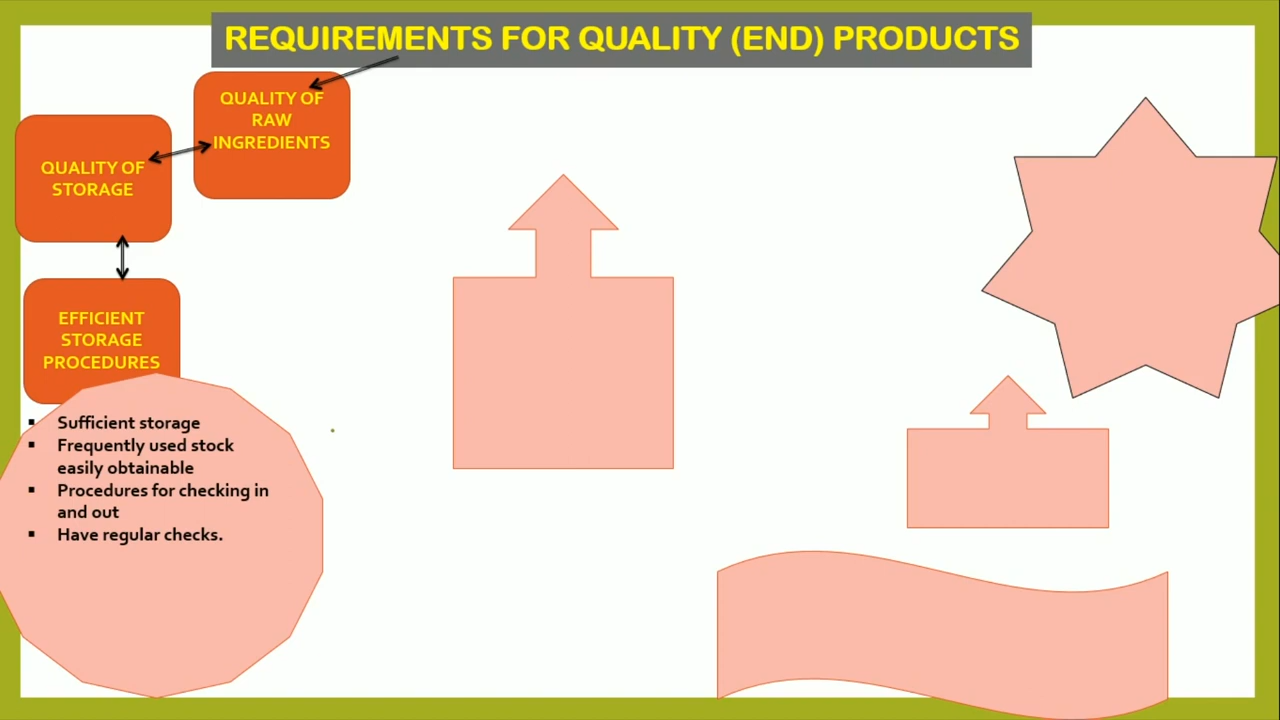 REQUIREMENTS FOR QUALITY (END) PRODUCTS
QUALITY OF
RAW
INGREDIENTS
QUALITY OF
STORAGE
EFFICIENT
STORAGE
PROCEDURES
▪ Sufficient storage
▪ Frequently used stock
easily obtainable
▪ Procedures for checking in
and out
▪ Have regular checks.